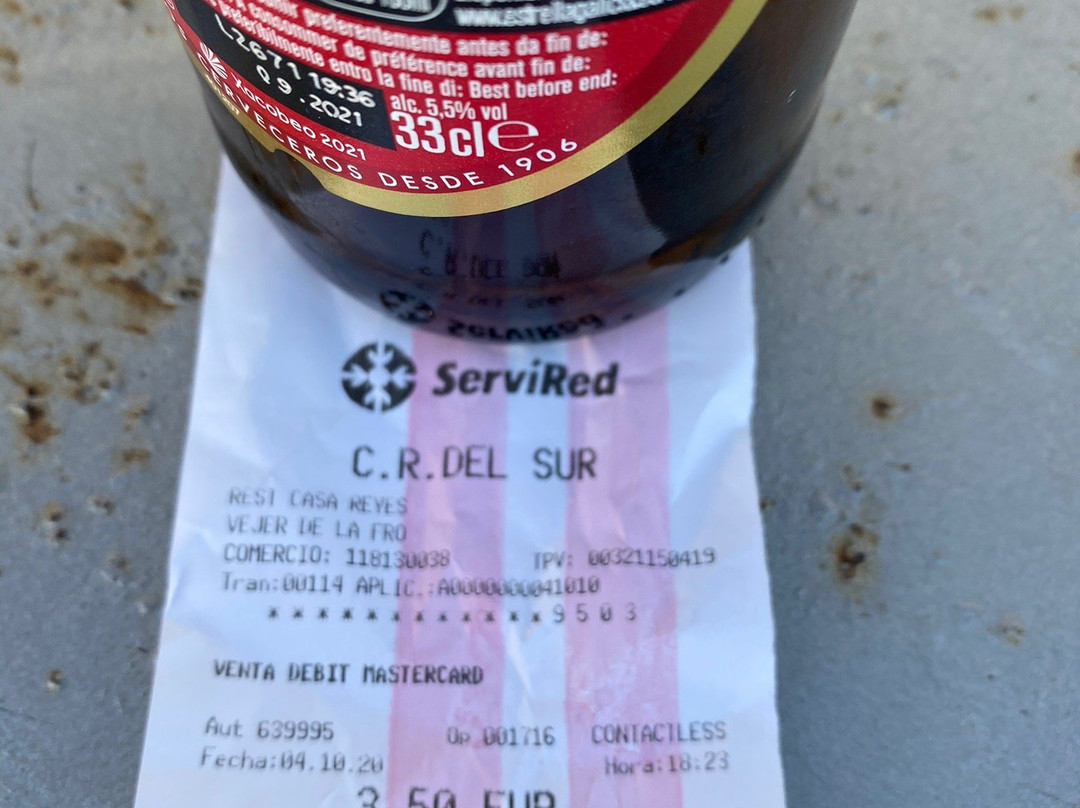 www.estrellagalicia
preferentemente antes da fin de:
A consommer de préférence avant fin de:
preferibilmente entro la fine di: Best before end:
L2671 19:36
09.2021
alc. 5,5% vol
33cl e
Xacobeo 2021
CERVECEROS DESDE 1906
ServiRed
C.R.DEL SUR
REST CASA REYES
VEJER DE LA FRO
COMERCIO: 118130038 TPV: 00321150419
Tran:00114 APLIC.:A0000000041010
* * * * * * * * * * * * 9503
VENTA DEBIT MASTERCARD
Aut 639995 Op 001716 CONTACTLESS
Fecha:04.10.20 Hora:18:23
3,50 EUR